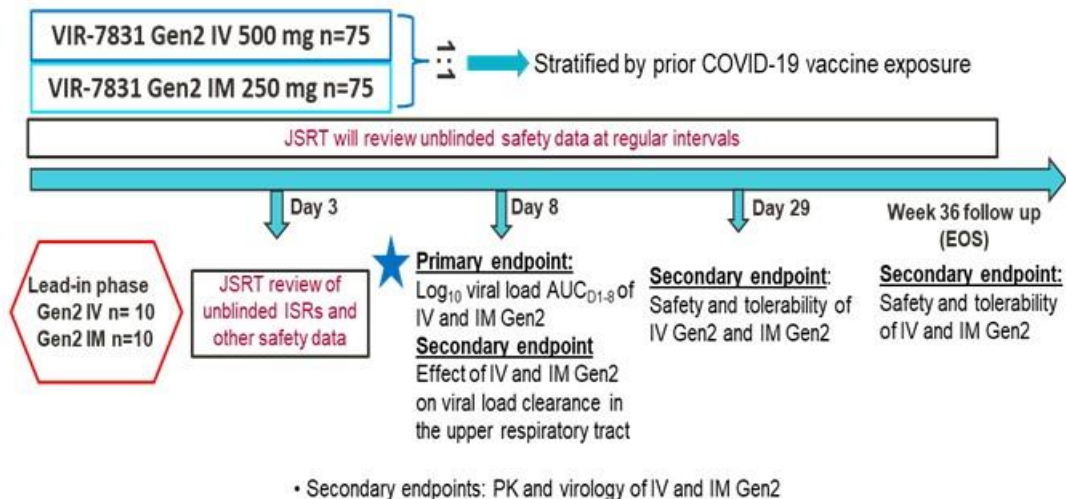 VIR-7831 Gen2 IV 500 mg n=75
VIR-7831 Gen2 IM 250 mg n=75
1:1
Stratified by prior COVID-19 vaccine exposure
JSRT will review unblinded safety data at regular intervals
Day 3
Day 8
Day 29
Week 36 follow up
(EOS)
Lead-in phase
Gen2 IV n= 10
Gen2 IM n=10
JSRT review of
unblinded ISRs and
other safety data
Primary endpoint:
Log10 viral load AUCD1-8 of
IV and IM Gen2
Secondary endpoint
Effect of IV and IM Gen2
on viral load clearance in
the upper respiratory tract
Secondary endpoint:
Safety and tolerability of
IV Gen2 and IM Gen2
Secondary endpoint:
Safety and tolerability
of IV and IM Gen2
• Secondary endpoints: PK and virology of IV and IM Gen2